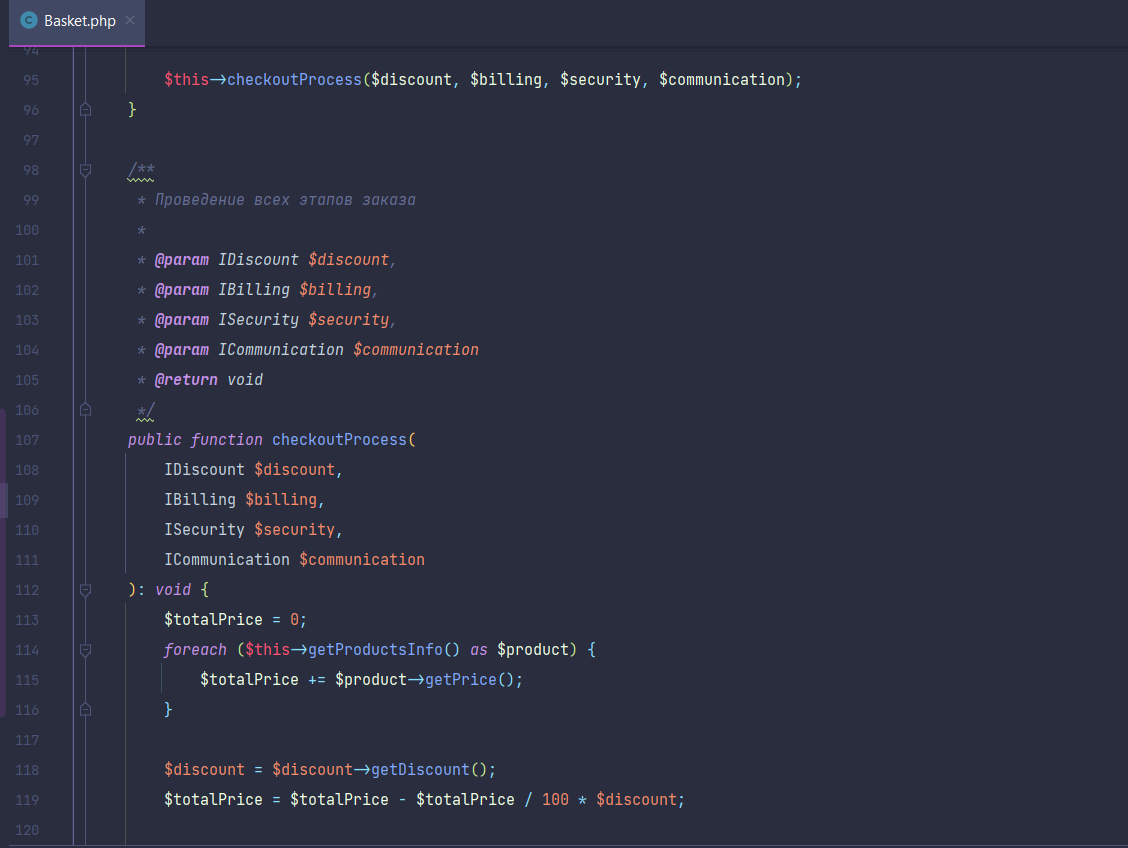 C Basket.php ×
94
95 $this->checkoutProcess($discount, $billing, $security, $communication);
96 }
97
98 /**
99 * Проведение всех этапов заказа
100 *
101 * @param IDiscount $discount,
102 * @param IBilling $billing,
103 * @param ISecurity $security,
104 * @param ICommunication $communication
105 * @return void
106 */
107 public function checkoutProcess(
108 IDiscount $discount,
109 IBilling $billing,
110 ISecurity $security,
111 ICommunication $communication
112 ): void {
113 $totalPrice = 0;
114 foreach ($this->getProductsInfo() as $product) {
115 $totalPrice += $product->getPrice();
116 }
117
118 $discount = $discount->getDiscount();
119 $totalPrice = $totalPrice - $totalPrice / 100 * $discount;
120